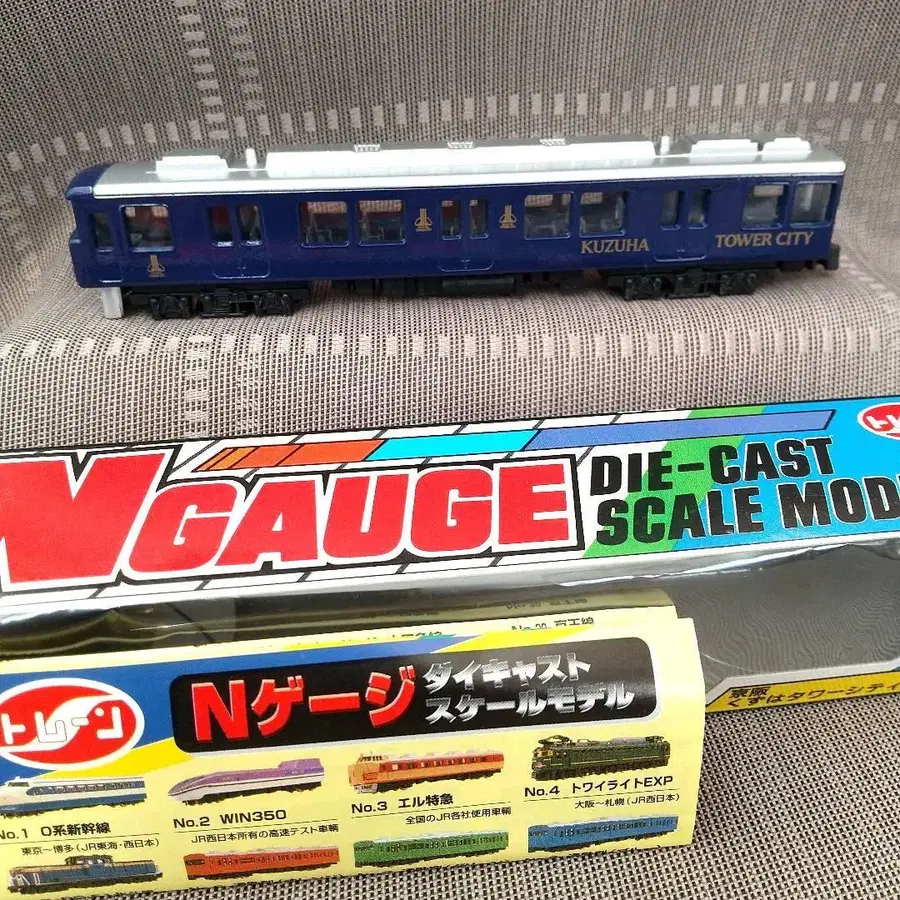 KUZUHA TOWER CITY
N GAUGE
DIE-CAST
SCALE MOD
トレ
京阪
くずはタワーシティ
Nゲージ
ダイキャスト
スケールモデル
トレーン
No.1 0系新幹線
東京〜博多(JR東海・西日本)
No.2 WIN350
JR西日本所有の高速テスト車輌
No.3 エル特急
全国のJR各社使用車輌
No.4 トワイライトEXP
大阪〜札幌(JR西日本)